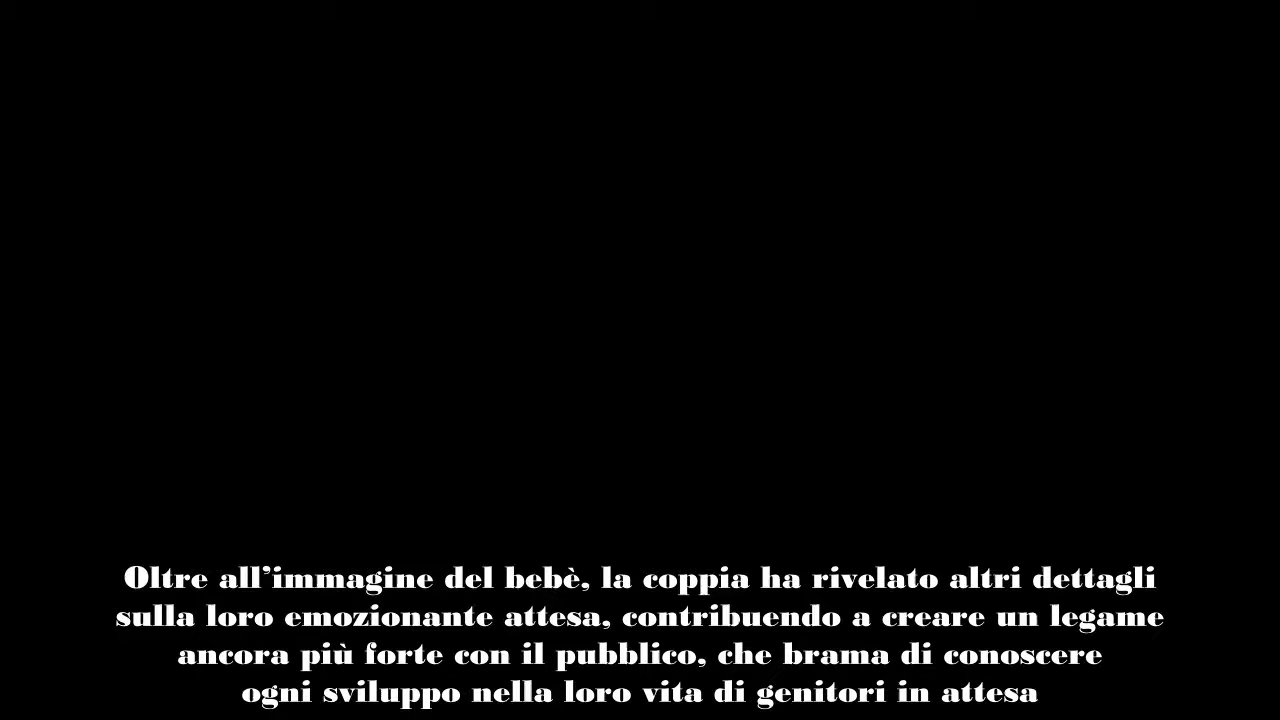 Oltre all’immagine del bebè, la coppia ha rivelato altri dettagli
sulla loro emozionante attesa, contribuendo a creare un legame
ancora più forte con il pubblico, che brama di conoscere
ogni sviluppo nella loro vita di genitori in attesa